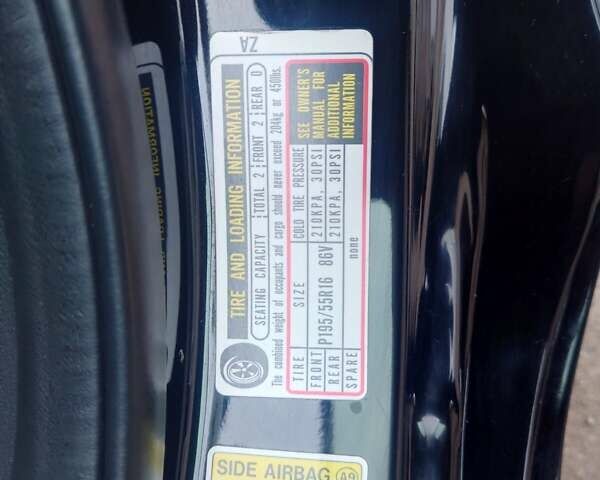 ZA
TIRE AND LOADING INFORMATION
SEATING CAPACITY TOTAL 2 FRONT 2 REAR 0
The combined weight of occupants and cargo should never exceed 204kg or 450lbs.
TIRE SIZE COLD TIRE PRESSURE
FRONT P195/55R16 86V 210KPA, 30PSI
REAR 210KPA, 30PSI
SPARE none
SEE OWNER'S
MANUAL FOR
ADDITIONAL
INFORMATION
SIDE AIRBAG A9